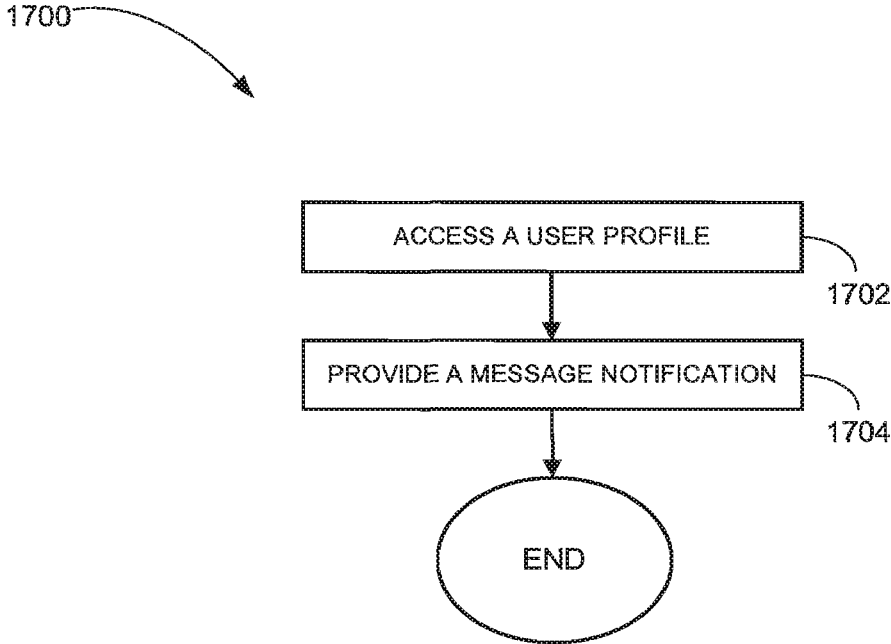 1700
ACCESS A USER PROFILE
1702
PROVIDE A MESSAGE NOTIFICATION
1704
END